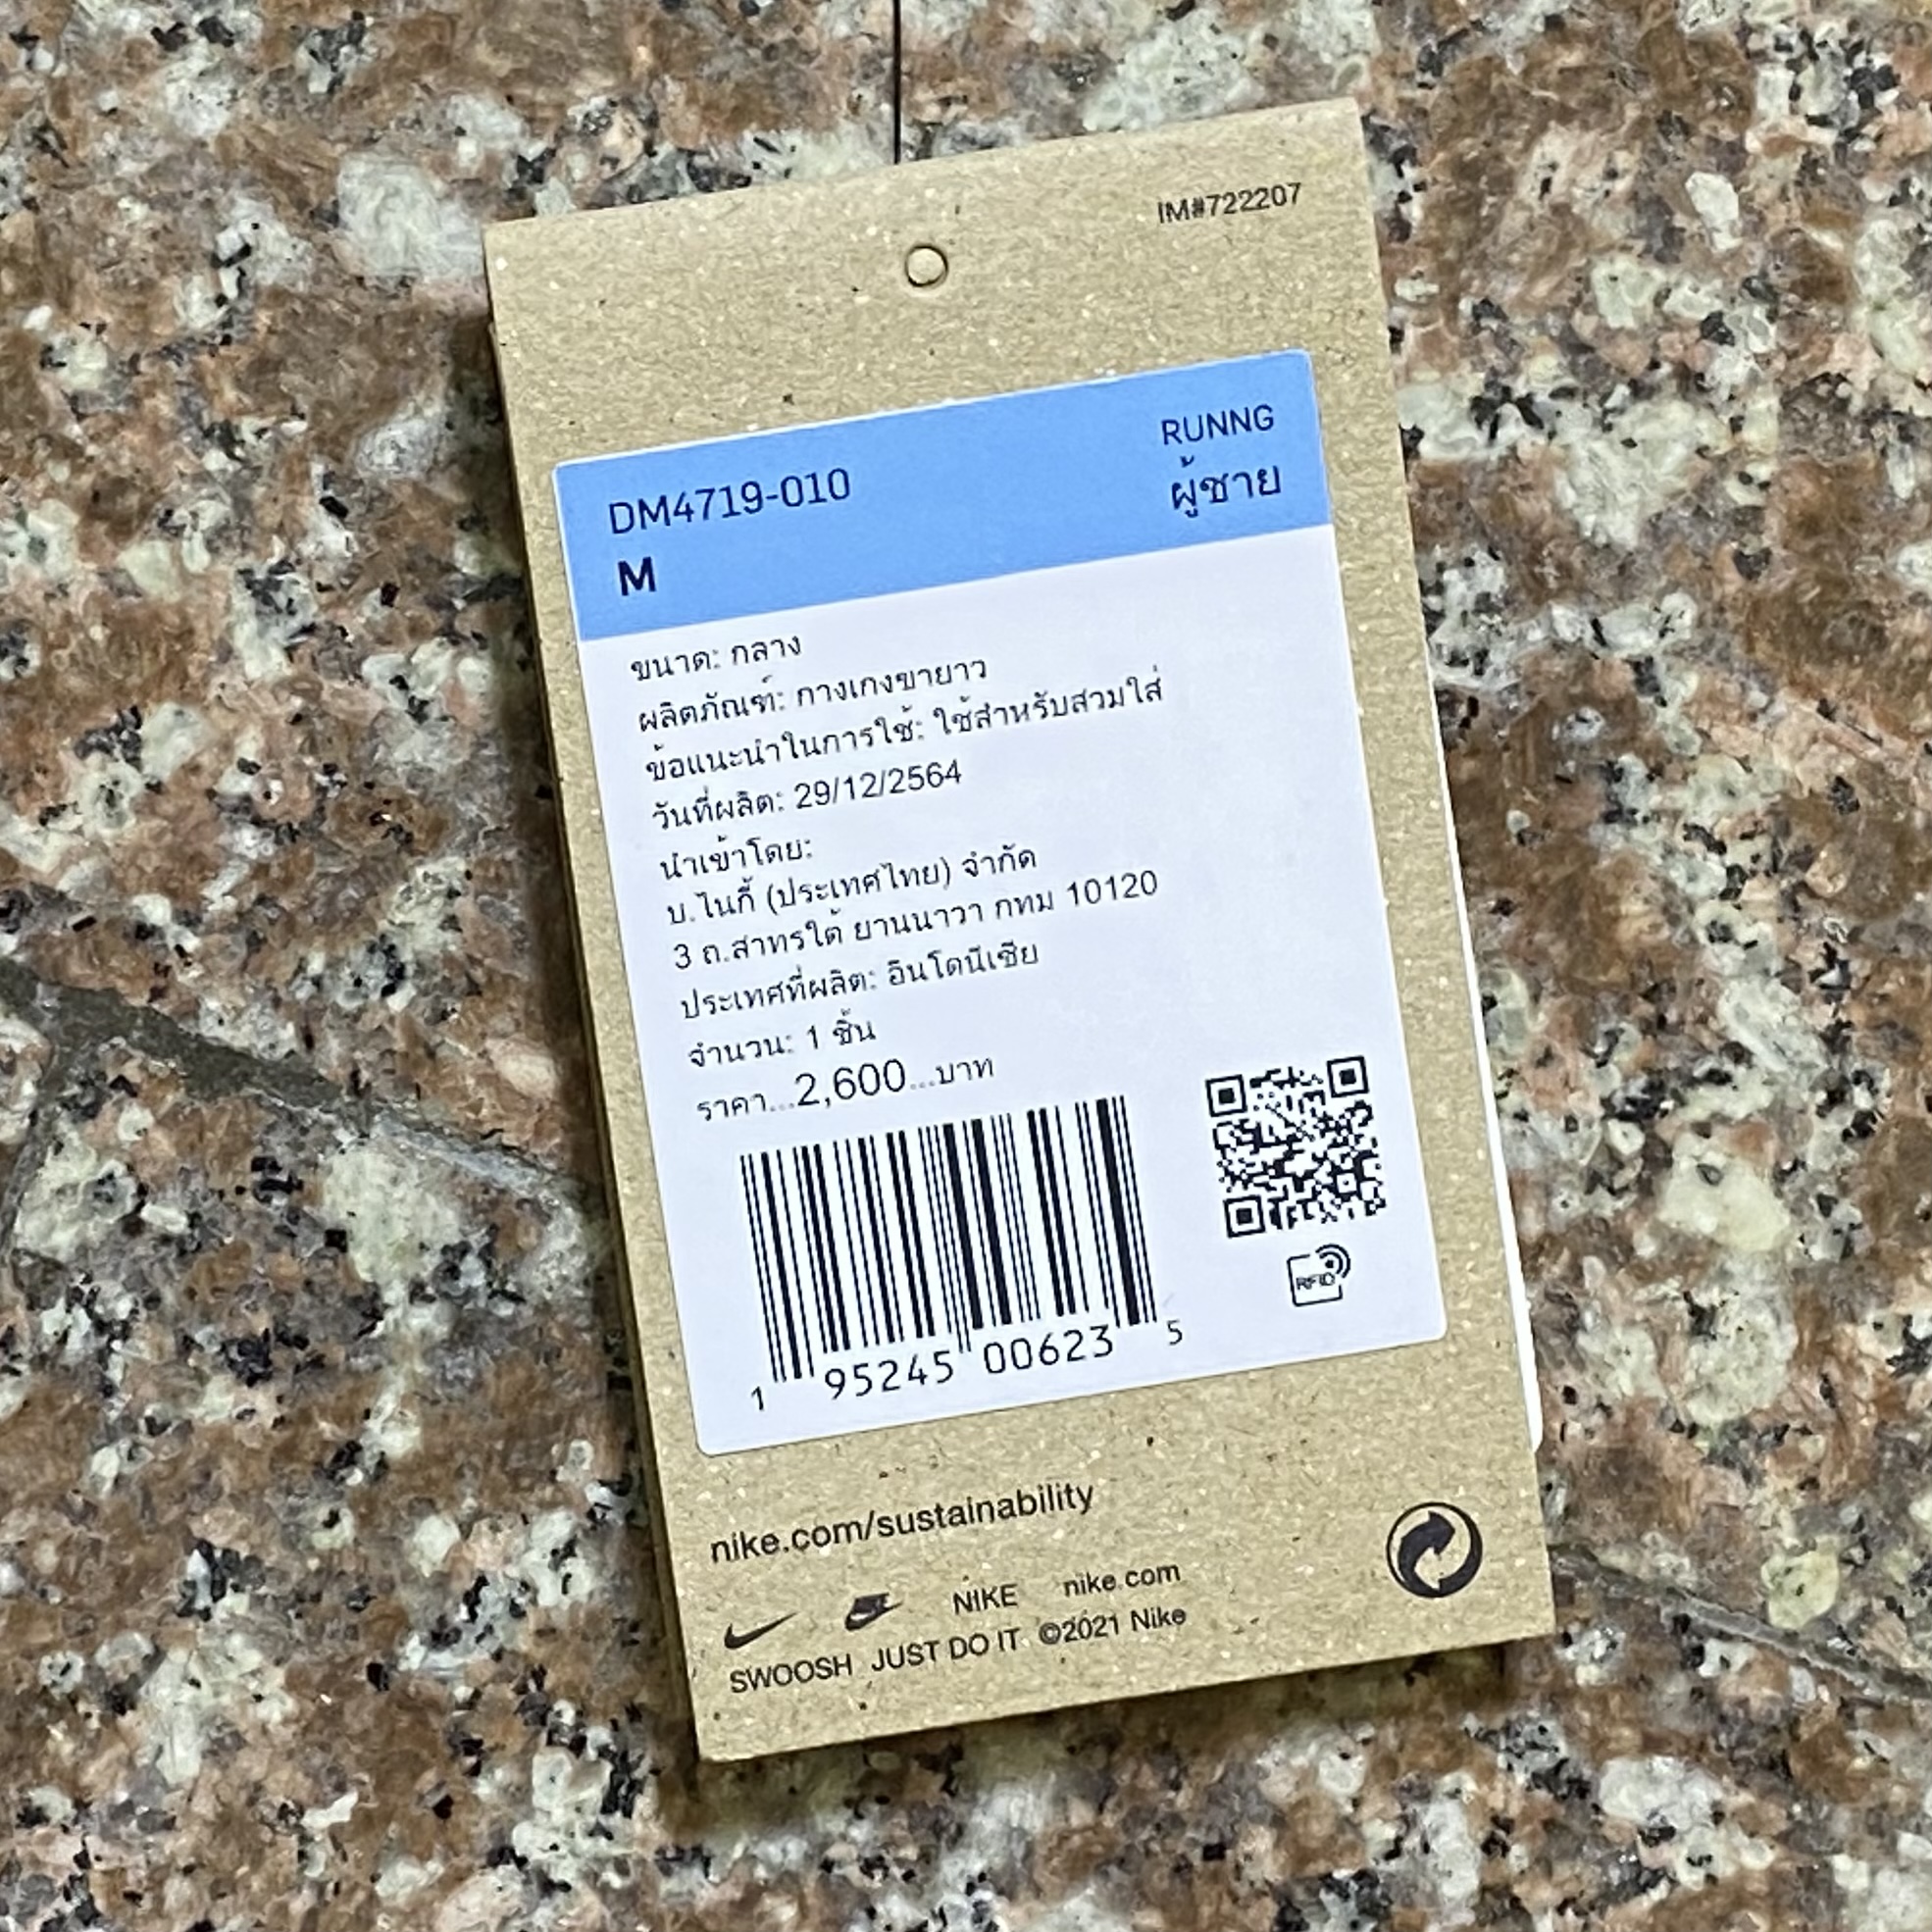 IM#722207
RUNNG
DM4719-010
ผู้ชาย
M
ขนาด: กลาง
ผลิตภัณฑ์: กางเกงขายาว
ข้อแนะนำในการใช้: ใช้สำหรับสวมใส่
วันที่ผลิต: 29/12/2564
นำเข้าโดย:
บ.ไนกี้ (ประเทศไทย) จำกัด
3 ถ.สาทรใต้ ยานนาวา กทม 10120
ประเทศที่ผลิต: อินโดนีเซีย
จำนวน: 1 ชิ้น
ราคา...2,600...บาท
RFID
1 95245 00623 5
nike.com/sustainability
NIKE nike.com
SWOOSH JUST DO IT ©2021 Nike